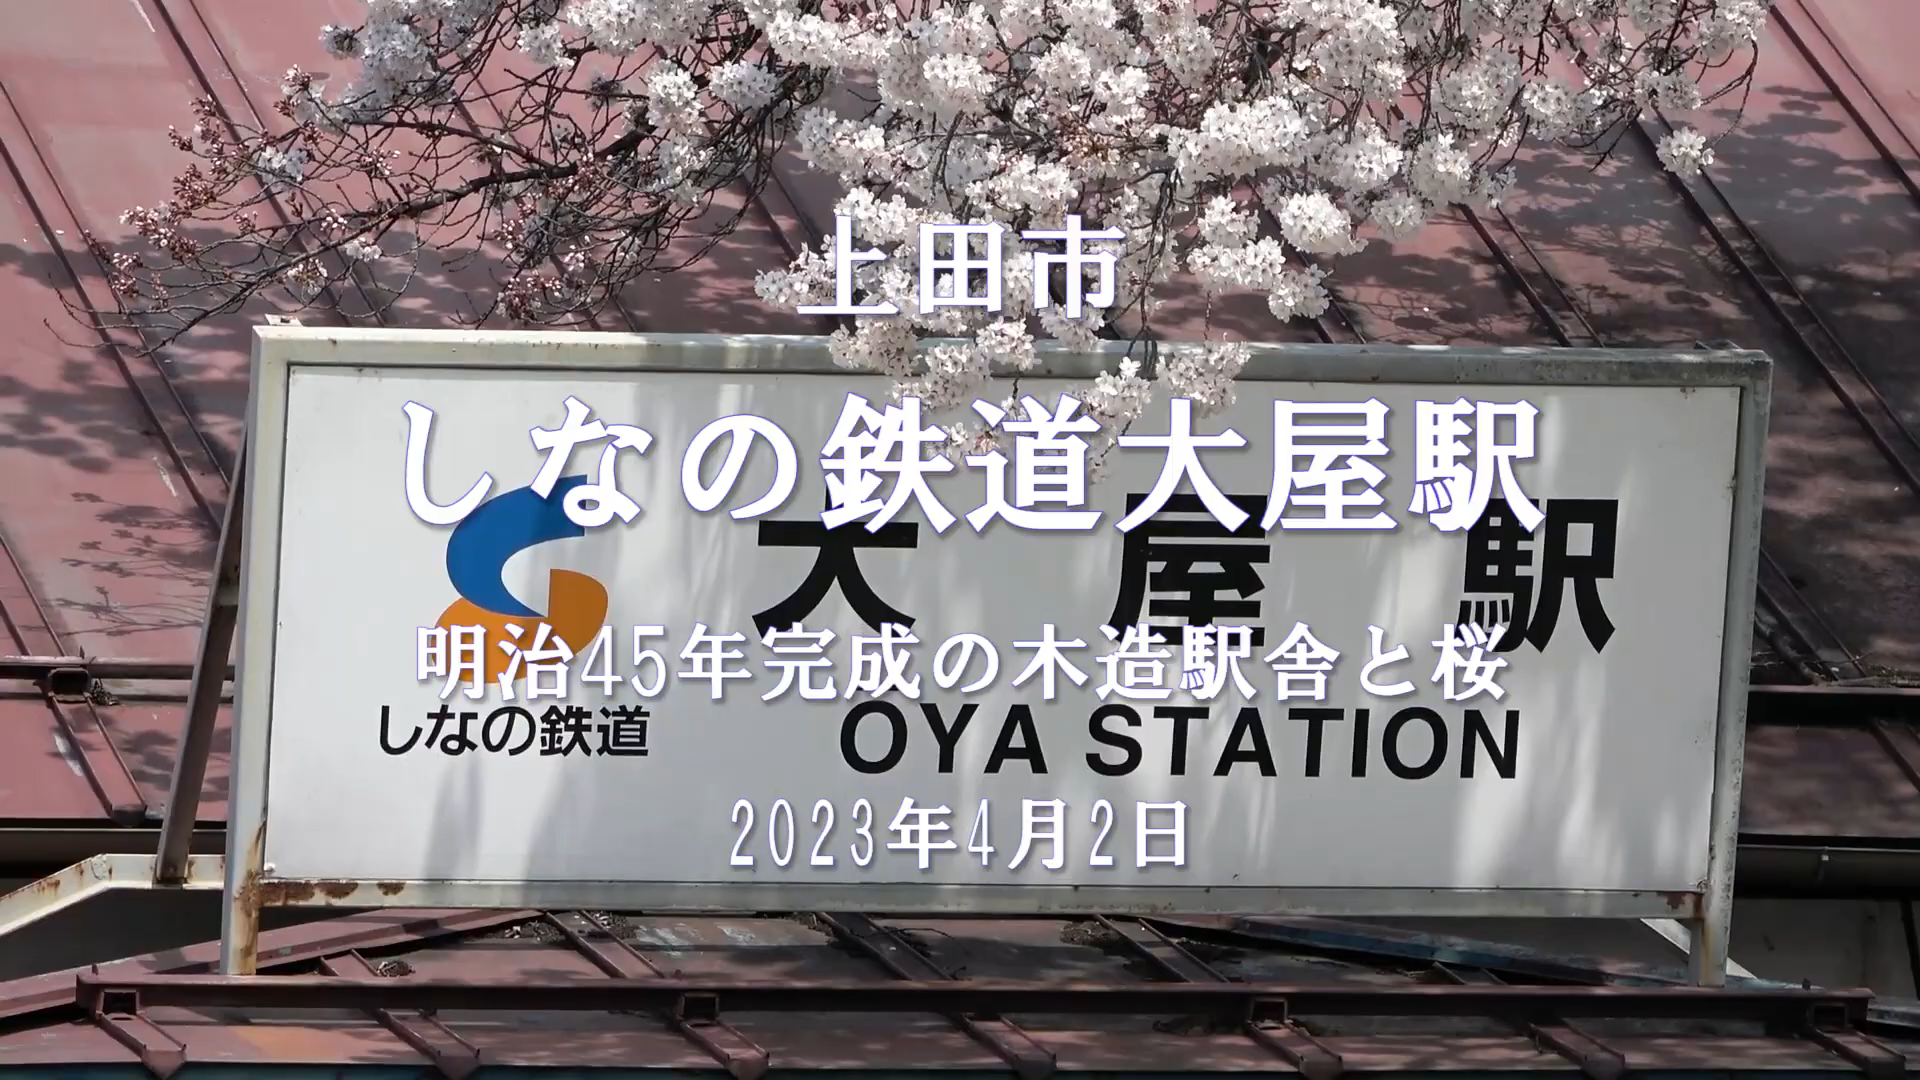 上田市
しなの鉄道大屋駅
大屋駅
明治45年完成の木造駅舎と桜
しなの鉄道
OYA STATION
2023年4月2日